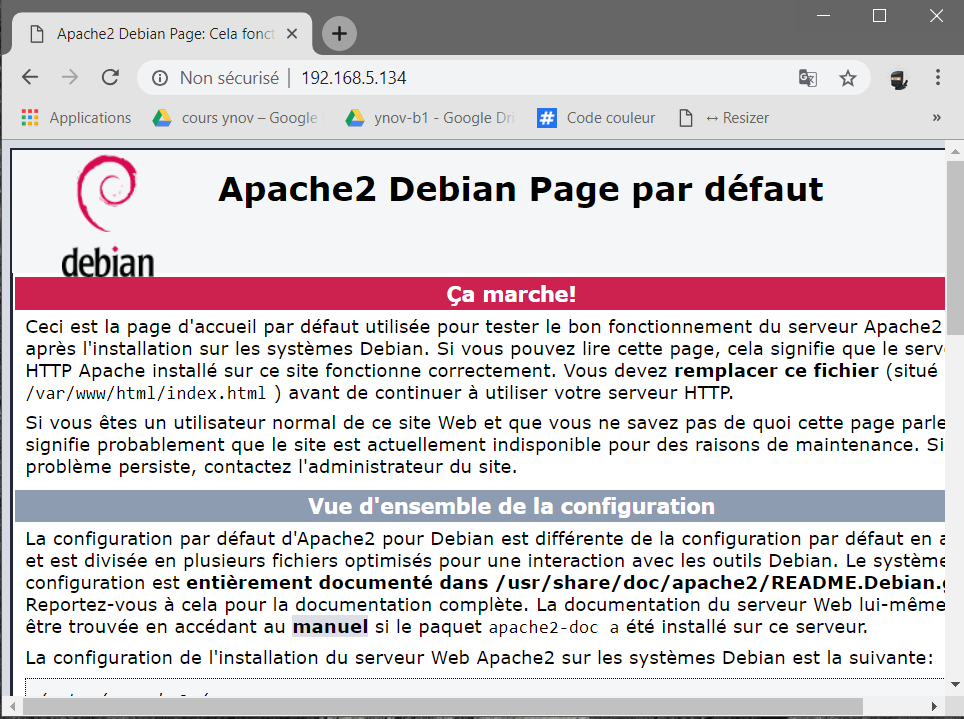 Apache2 Debian Page: Cela fonct
Non sécurisé | 192.168.5.134
Applications cours ynov – Google ynov-b1 - Google Dri # Code couleur ↔ Resizer »
debian
Apache2 Debian Page par défaut
Ça marche!
Ceci est la page d'accueil par défaut utilisée pour tester le bon fonctionnement du serveur Apache2
après l'installation sur les systèmes Debian. Si vous pouvez lire cette page, cela signifie que le serv
HTTP Apache installé sur ce site fonctionne correctement. Vous devez remplacer ce fichier (situé
/var/www/html/index.html ) avant de continuer à utiliser votre serveur HTTP.
Si vous êtes un utilisateur normal de ce site Web et que vous ne savez pas de quoi cette page parle
signifie probablement que le site est actuellement indisponible pour des raisons de maintenance. Si
problème persiste, contactez l'administrateur du site.
Vue d'ensemble de la configuration
La configuration par défaut d'Apache2 pour Debian est différente de la configuration par défaut en a
et est divisée en plusieurs fichiers optimisés pour une interaction avec les outils Debian. Le système
configuration est entièrement documenté dans /usr/share/doc/apache2/README.Debian.g
Reportez-vous à cela pour la documentation complète. La documentation du serveur Web lui-même
être trouvée en accédant au manuel si le paquet apache2-doc a été installé sur ce serveur.
La configuration de l'installation du serveur Web Apache2 sur les systèmes Debian est la suivante: